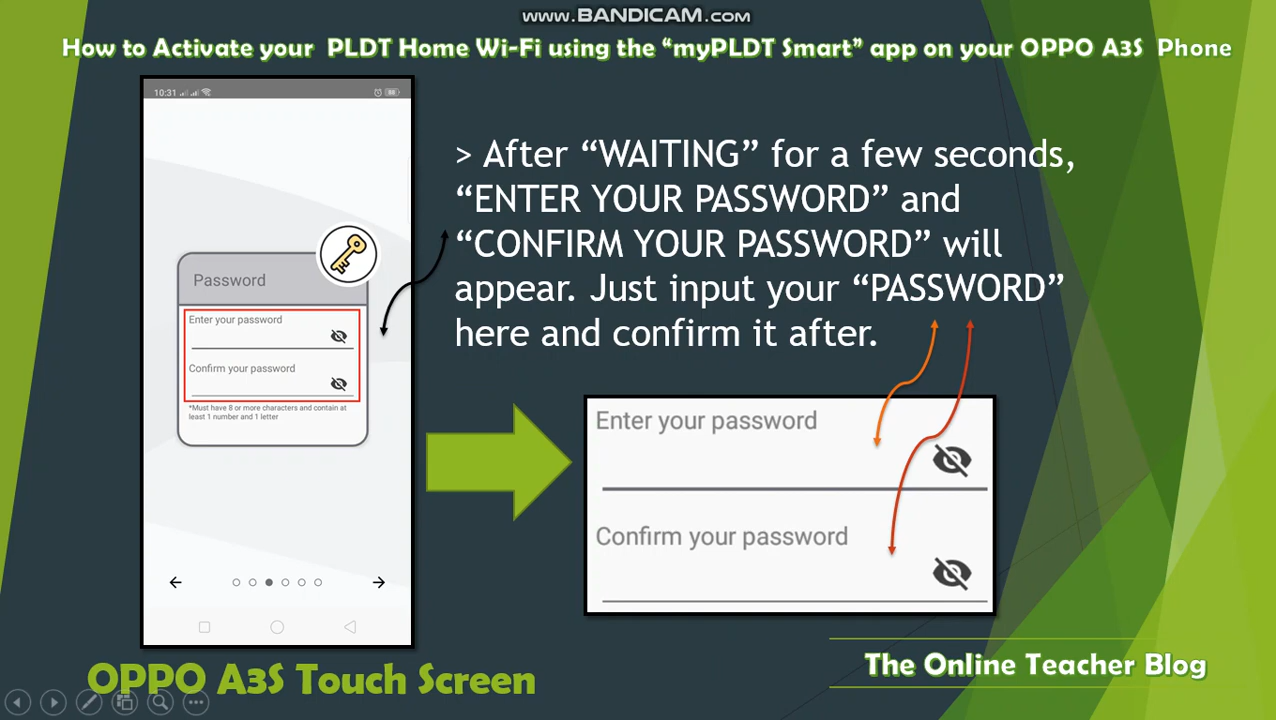 www.BANDICAM.com
How to Activate your PLDT Home Wi-Fi using the “myPLDT Smart” app on your OPPO A3S Phone
10:31
Password
Enter your password
Confirm your password
*Must have 8 or more characters and contain at
least 1 number and 1 letter
> After “WAITING” for a few seconds,
“ENTER YOUR PASSWORD” and
“CONFIRM YOUR PASSWORD” will
appear. Just input your “PASSWORD”
here and confirm it after.
Enter your password
Confirm your password
OPPO A3S Touch Screen
The Online Teacher Blog